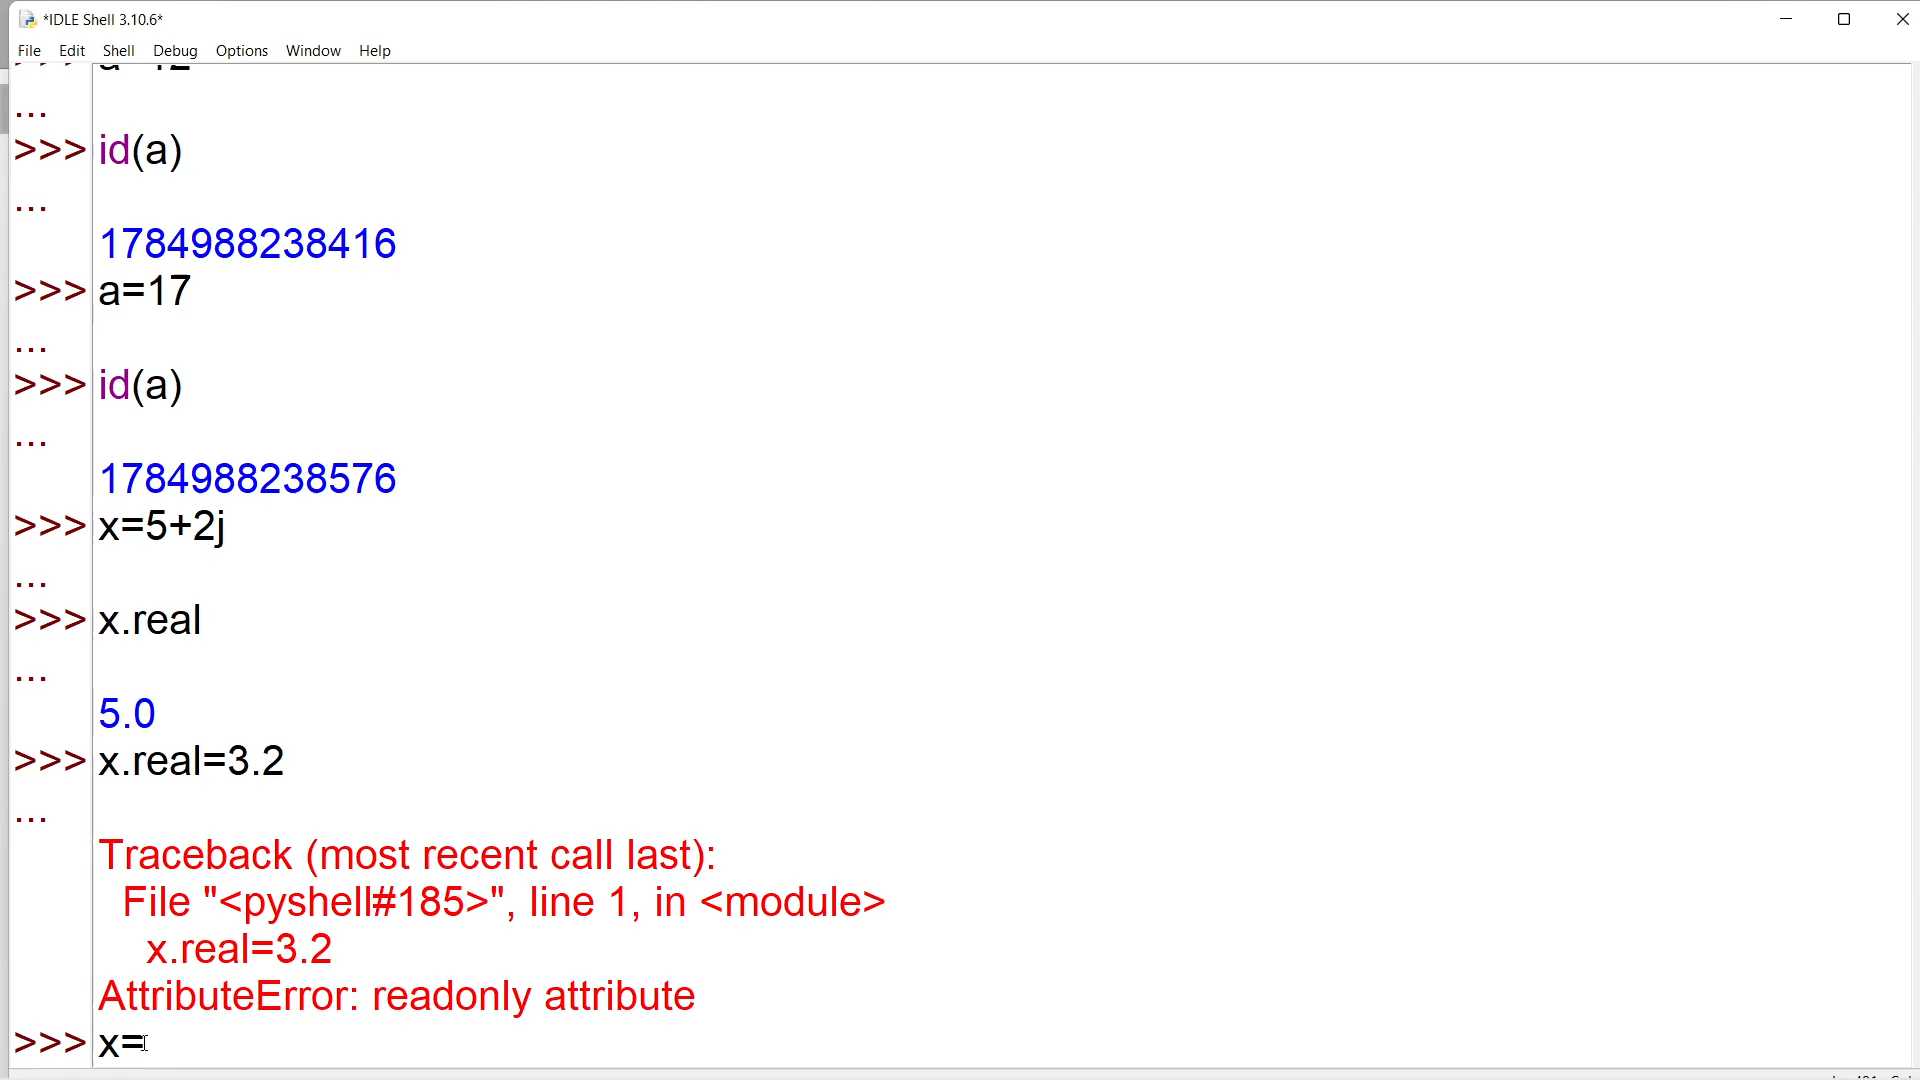 *IDLE Shell 3.10.6*
File Edit Shell Debug Options Window Help
...
>>> id(a)
...
1784988238416
>>> a=17
...
>>> id(a)
...
1784988238576
>>> x=5+2j
...
>>> x.real
...
5.0
>>> x.real=3.2
...
Traceback (most recent call last):
File "<pyshell#185>", line 1, in <module>
x.real=3.2
AttributeError: readonly attribute
>>> x=